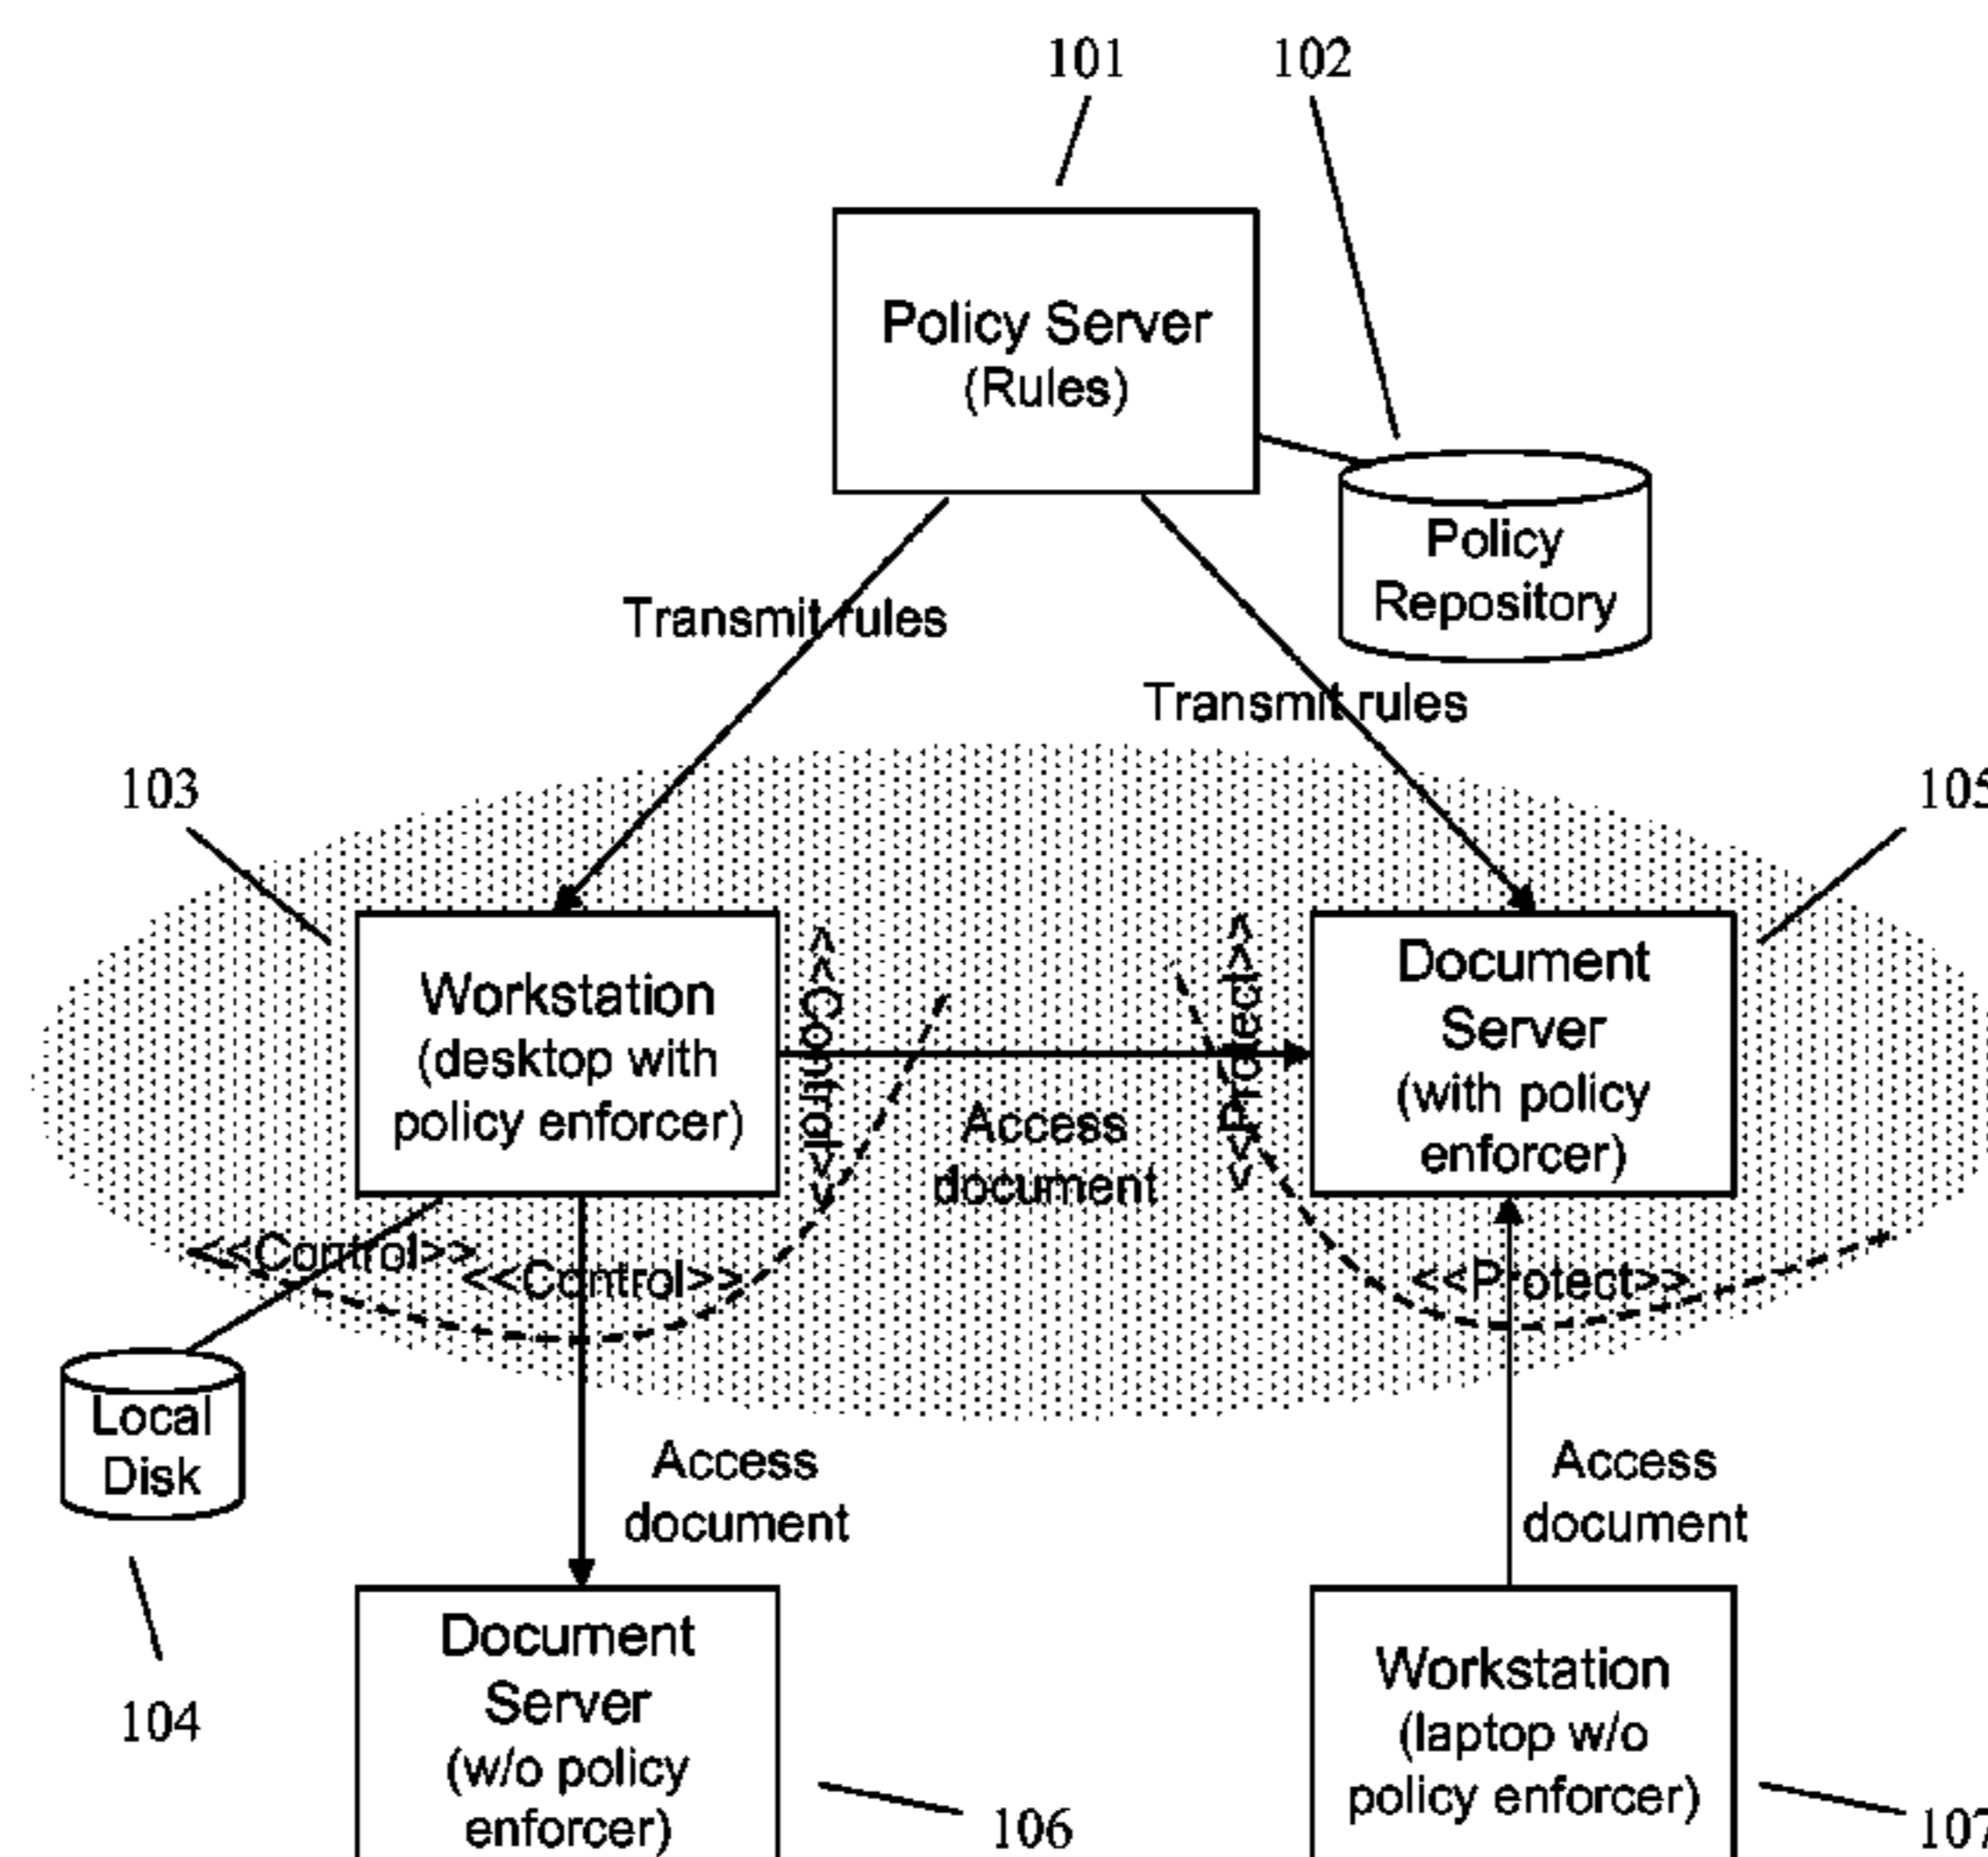 101
102
Policy Server
(Rules)
Policy
Repository
Transmit rules
Transmit rules
103
105
Workstation
(desktop with
policy enforcer)
<<Control>>
<<Protect>>
Document
Server
(with policy
enforcer)
Access
document
<<Control>>
<<Control>>
<<Protect>>
Local
Disk
Access
document
Access
document
104
Document
Server
(w/o policy
enforcer)
106
Workstation
(laptop w/o
policy enforcer)
107